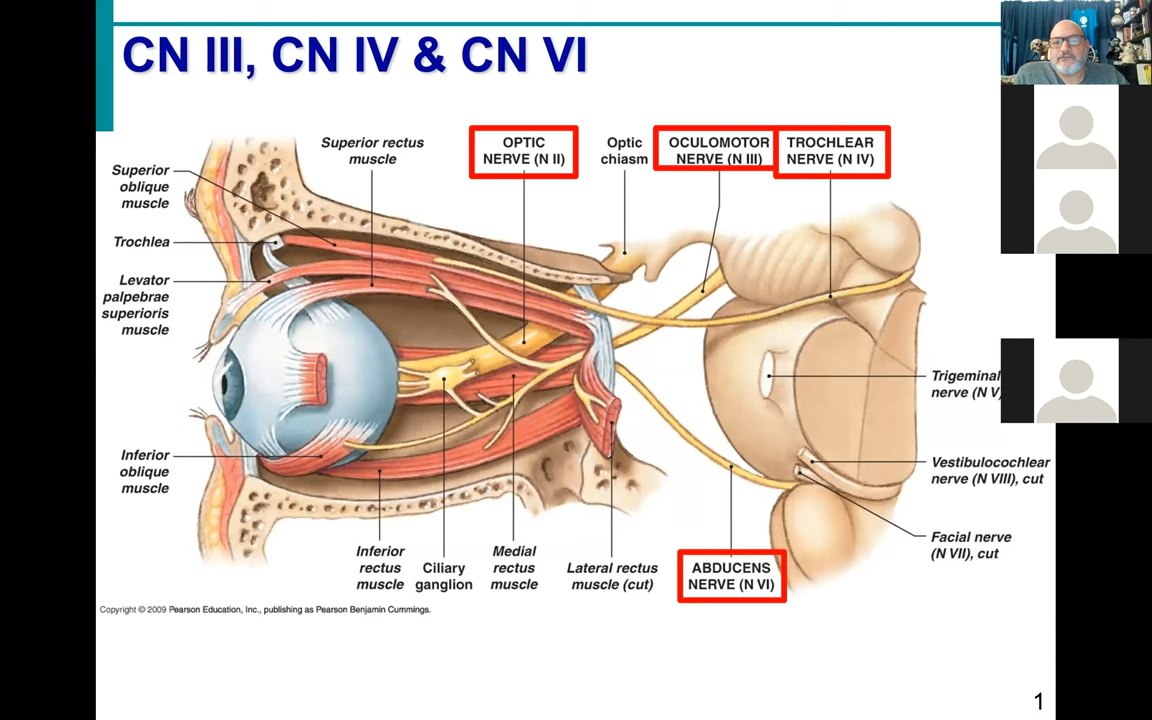 CN III, CN IV & CN VI
Superior rectus
muscle
OPTIC
NERVE (N II)
Optic
chiasm
OCULOMOTOR
NERVE (N III)
TROCHLEAR
NERVE (N IV)
Superior
oblique
muscle
Trochlea
Levator
palpebrae
superioris
muscle
Inferior
oblique
muscle
Trigeminal
nerve (N V)
Vestibulocochlear
nerve (N VIII), cut
Facial nerve
(N VII), cut
Inferior
rectus
muscle
Ciliary
ganglion
Medial
rectus
muscle
Lateral rectus
muscle (cut)
ABDUCENS
NERVE (N VI)
Copyright © 2009 Pearson Education, Inc., publishing as Pearson Benjamin Cummings.
1